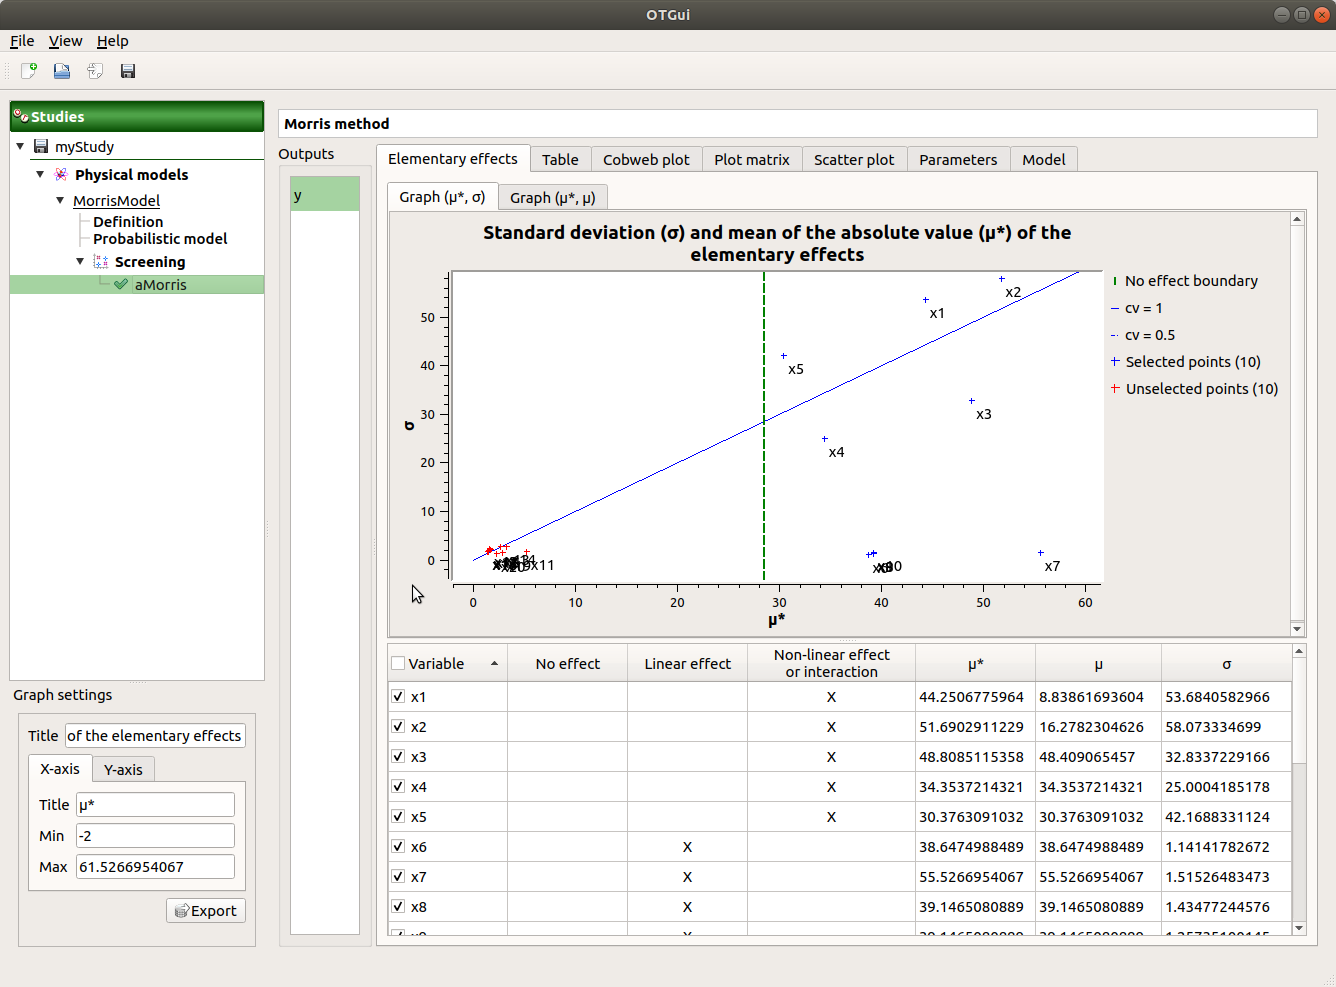 OTGui
File View Help
Studies
myStudy
Physical models
MorrisModel
Definition
Probabilistic model
Screening
aMorris
Graph settings
Title of the elementary effects
X-axis Y-axis
Title μ*
Min -2
Max 61.5266954067
Export
Morris method
Outputs
y
Elementary effects Table Cobweb plot Plot matrix Scatter plot Parameters Model
Graph (μ*, σ) Graph (μ*, μ)
Standard deviation (σ) and mean of the absolute value (μ*) of the
elementary effects
σ
50
40
30
20
10
0
x2
x1
x5
x3
x4
x11
x7
0 10 20 30 40 50 60
μ*
No effect boundary
cv = 1
cv = 0.5
Selected points (10)
Unselected points (10)
Variable No effect Linear effect Non-linear effect or interaction μ* μ σ
x1 X 44.2506775964 8.83861693604 53.6840582966
x2 X 51.6902911229 16.2782304626 58.073334699
x3 X 48.8085115358 48.409065457 32.8337229166
x4 X 34.3537214321 34.3537214321 25.0004185178
x5 X 30.3763091032 30.3763091032 42.1688331124
x6 X 38.6474988489 38.6474988489 1.14141782672
x7 X 55.5266954067 55.5266954067 1.51526483473
x8 X 39.1465080889 39.1465080889 1.43477244576